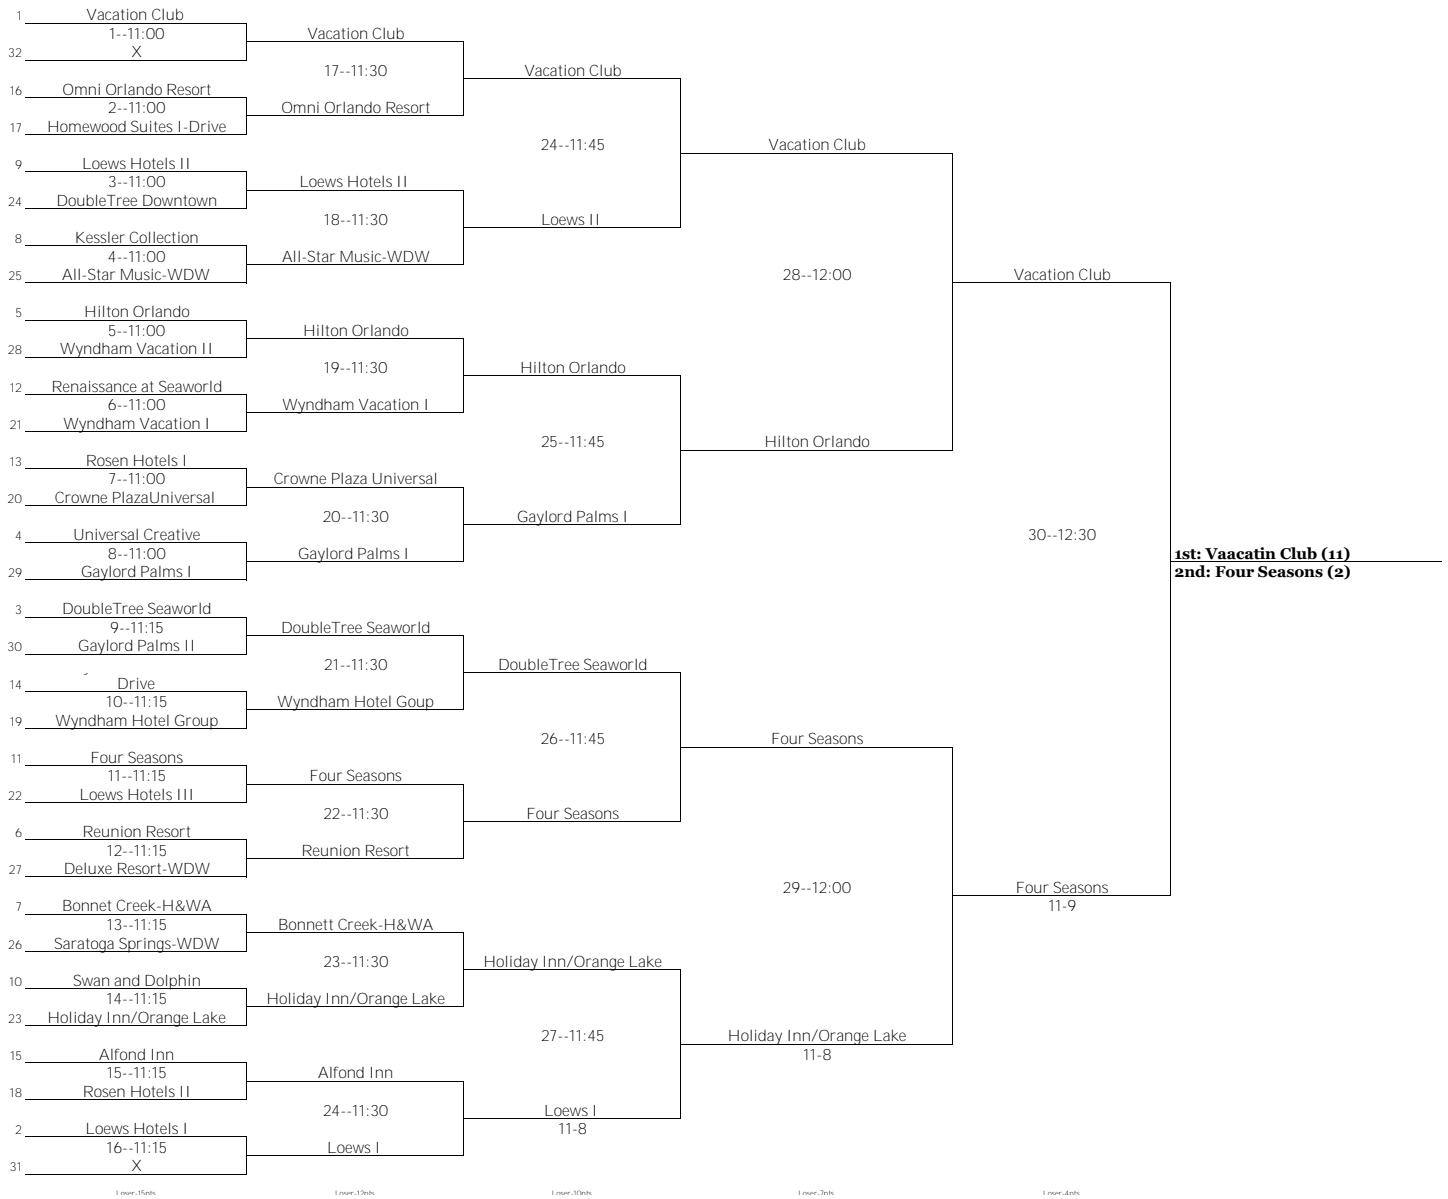 1 Vacation Club
1--11:00
32 X
16 Omni Orlando Resort
2--11:00
17 Homewood Suites I-Drive
9 Loews Hotels II
3--11:00
24 DoubleTree Downtown
8 Kessler Collection
4--11:00
25 All-Star Music-WDW
5 Hilton Orlando
5--11:00
28 Wyndham Vacation II
12 Renaissance at Seaworld
6--11:00
21 Wyndham Vacation I
13 Rosen Hotels I
7--11:00
20 Crowne PlazaUniversal
4 Universal Creative
8--11:00
29 Gaylord Palms I
3 DoubleTree Seaworld
9--11:15
30 Gaylord Palms II
14 Drive
10--11:15
19 Wyndham Hotel Group
11 Four Seasons
11--11:15
22 Loews Hotels III
6 Reunion Resort
12--11:15
27 Deluxe Resort-WDW
7 Bonnet Creek-H&WA
13--11:15
26 Saratoga Springs-WDW
10 Swan and Dolphin
14--11:15
23 Holiday Inn/Orange Lake
15 Alfond Inn
15--11:15
18 Rosen Hotels II
2 Loews Hotels I
16--11:15
31 X
Loser-15pts
Vacation Club
17--11:30
Omni Orlando Resort
Loews Hotels II
18--11:30
All-Star Music-WDW
Hilton Orlando
19--11:30
Wyndham Vacation I
Crowne Plaza Universal
20--11:30
Gaylord Palms I
DoubleTree Seaworld
21--11:30
Wyndham Hotel Goup
Four Seasons
22--11:30
Reunion Resort
Bonnett Creek-H&WA
23--11:30
Holiday Inn/Orange Lake
Alfond Inn
24--11:30
Loews I
Loser-12pts
Vacation Club
24--11:45
Loews II
Hilton Orlando
25--11:45
Gaylord Palms I
DoubleTree Seaworld
26--11:45
Four Seasons
Holiday Inn/Orange Lake
27--11:45
Loews I
11-8
Loser-10pts
Vacation Club
28--12:00
Hilton Orlando
Four Seasons
29--12:00
Holiday Inn/Orange Lake
11-8
Loser-7pts
Vacation Club
30--12:30
Four Seasons
11-9
Loser-4pts
1st: Vaacatin Club (11)
2nd: Four Seasons (2)